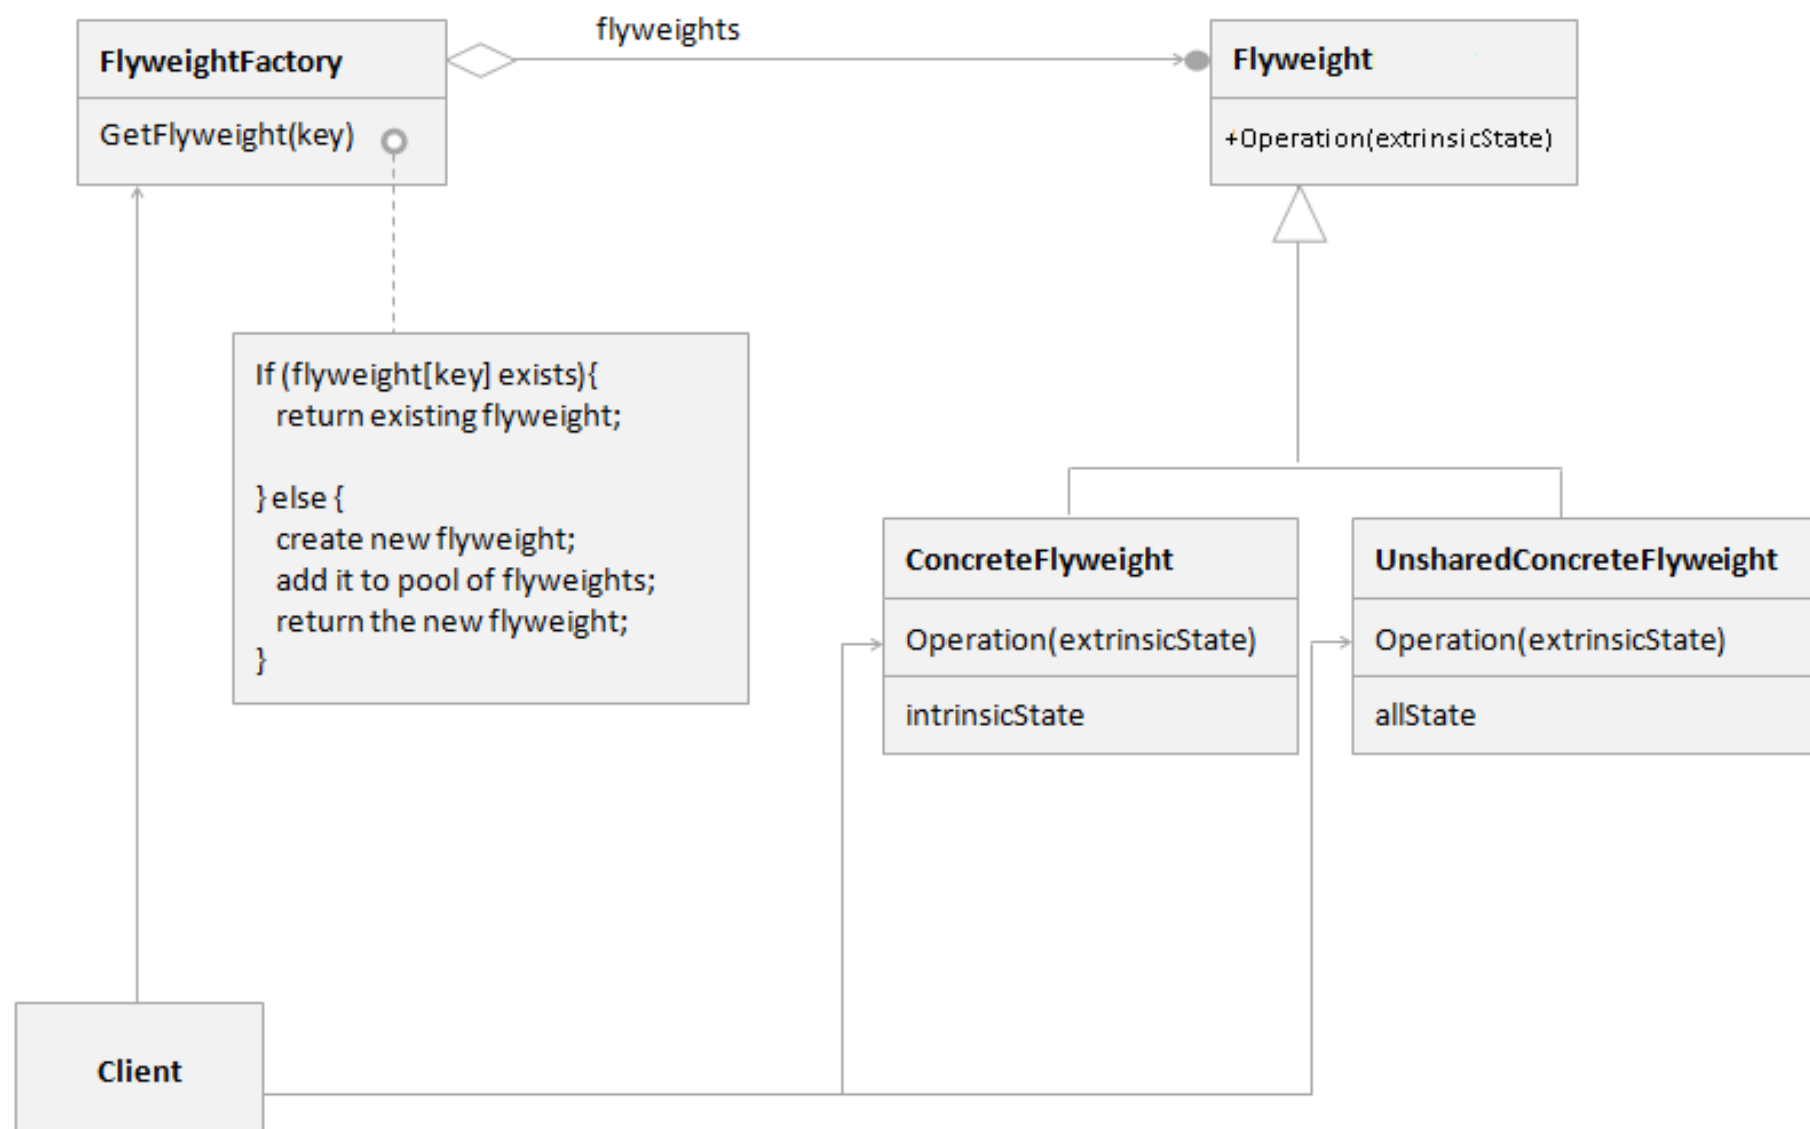 flyweights
FlyweightFactory
GetFlyweight(key)
Flyweight
+Operation(extrinsicState)
If (flyweight[key] exists){
return existing flyweight;
} else {
create new flyweight;
add it to pool of flyweights;
return the new flyweight;
}
ConcreteFlyweight
Operation(extrinsicState)
intrinsicState
UnsharedConcreteFlyweight
Operation(extrinsicState)
allState
Client